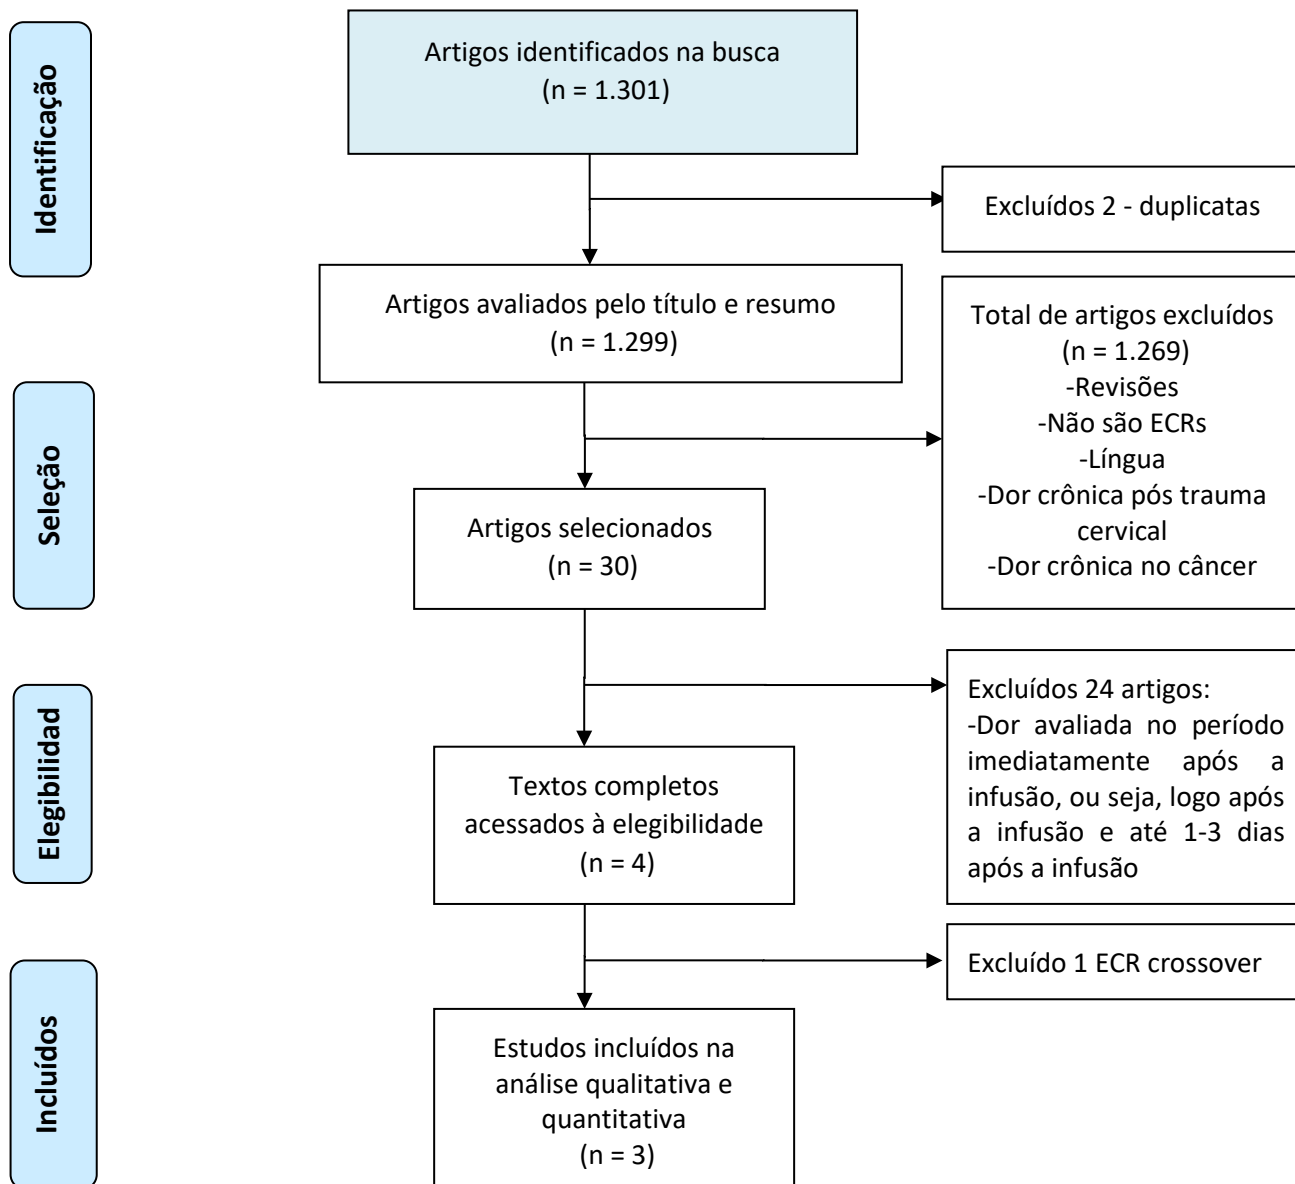 Identificação
Artigos identificados na busca
(n = 1.301)
Excluídos 2 - duplicatas
Artigos avaliados pelo título e resumo
(n = 1.299)
Total de artigos excluídos
(n = 1.269)
-Revisões
-Não são ECRs
-Língua
-Dor crônica pós trauma
cervical
-Dor crônica no câncer
Seleção
Artigos selecionados
(n = 30)
Elegibilidad
Excluídos 24 artigos:
-Dor avaliada no período
imediatamente após a
infusão, ou seja, logo após
a infusão e até 1-3 dias
após a infusão
Textos completos
acessados à elegibilidade
(n = 4)
Excluído 1 ECR crossover
Incluídos
Estudos incluídos na
análise qualitativa e
quantitativa
(n = 3)